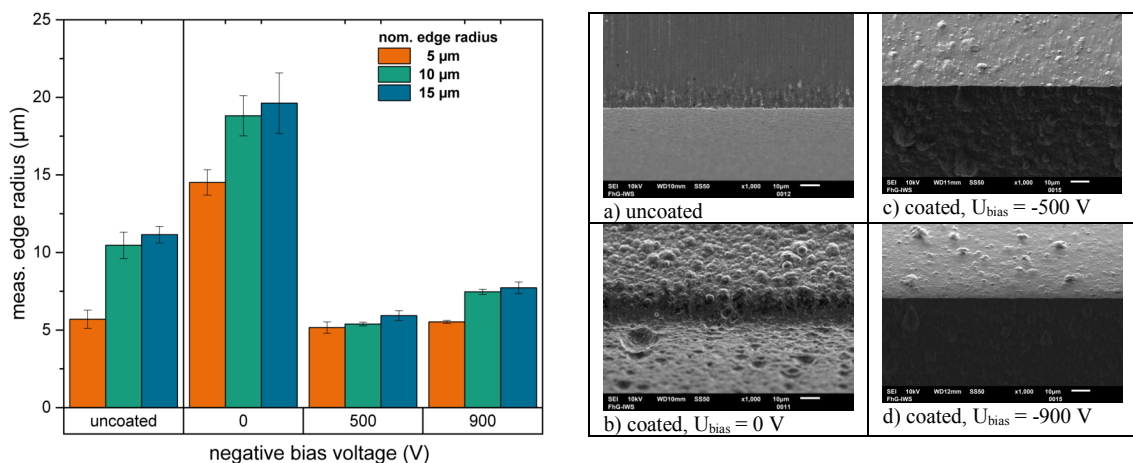 25
20
15
10
5
0
meas. edge radius (µm)
nom. edge radius
5 µm
10 µm
15 µm
uncoated 0 500 900
negative bias voltage (V)
SEI 10kV WD10mm SS50 x1,000 10µm
FhG-IWS 0012
a) uncoated
SEI 10kV WD10mm SS50 x1,000 10µm
FhG-IWS 0011
b) coated, Ubias = 0 V
SEI 10kV WD11mm SS50 x1,000 10µm
FhG-IWS 0015
c) coated, Ubias = -500 V
SEI 10kV WD12mm SS50 x1,000 10µm
FhG-IWS 0015
d) coated, Ubias = -900 V